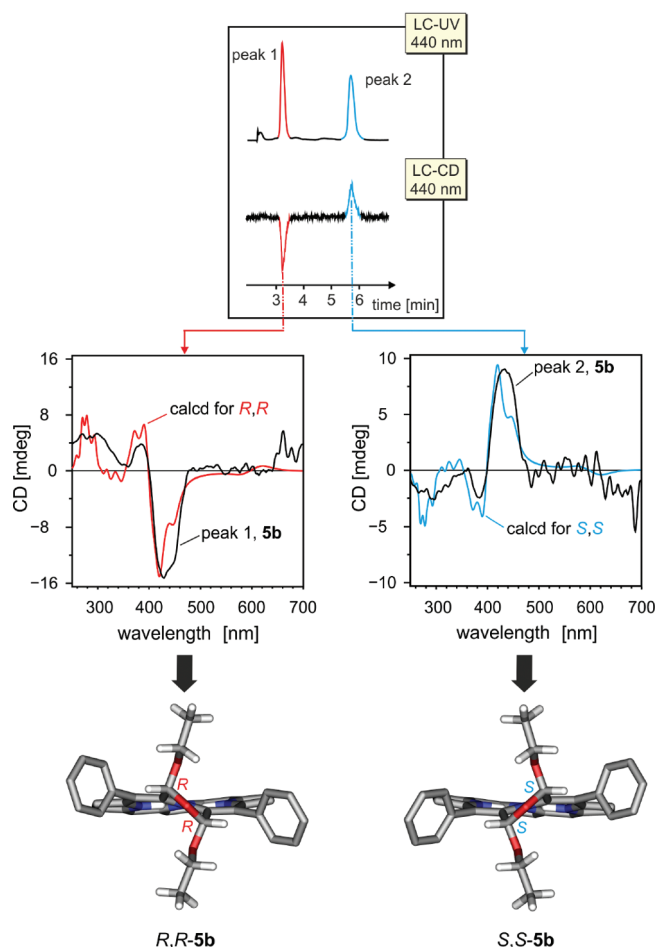 LC-UV
440 nm
peak 1
peak 2
LC-CD
440 nm
3 4 5 6 time [min]
16
8
0
-8
-16
CD [mdeg]
calcd for R,R
peak 1, 5b
300 400 500 600 700
wavelength [nm]
10
5
0
-5
-10
CD [mdeg]
peak 2, 5b
calcd for S,S
300 400 500 600 700
wavelength [nm]
R
R
R,R-5b
S
S
S,S-5b